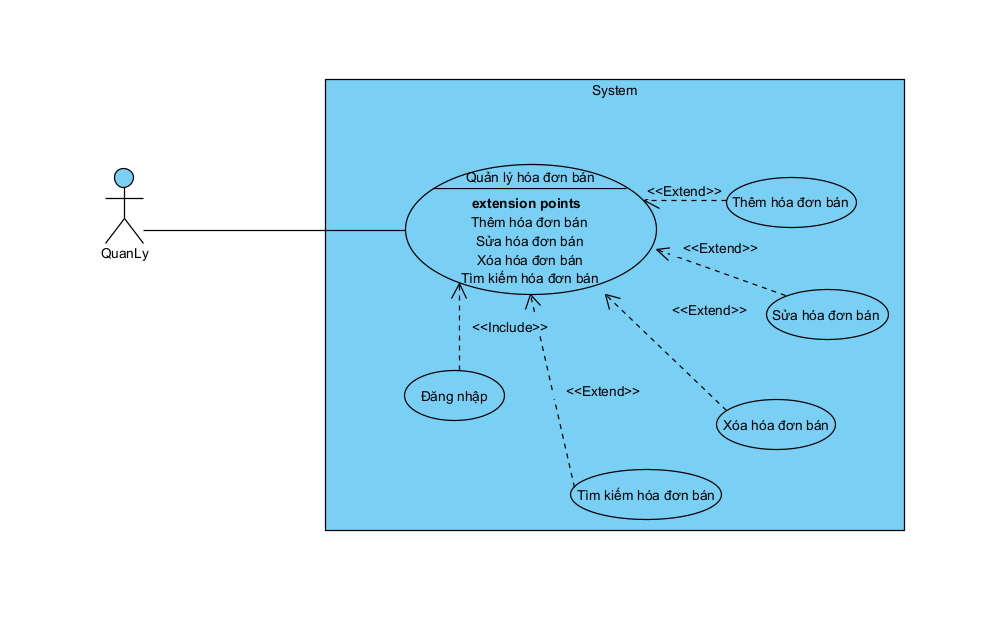 System
Quản lý hóa đơn bán
extension points
Thêm hóa đơn bán
Sửa hóa đơn bán
Xóa hóa đơn bán
Tìm kiếm hóa đơn bán
<<Extend>>
Thêm hóa đơn bán
QuanLy
<<Extend>>
Sửa hóa đơn bán
<<Extend>>
<<Include>>
<<Extend>>
Đăng nhập
Xóa hóa đơn bán
Tìm kiếm hóa đơn bán